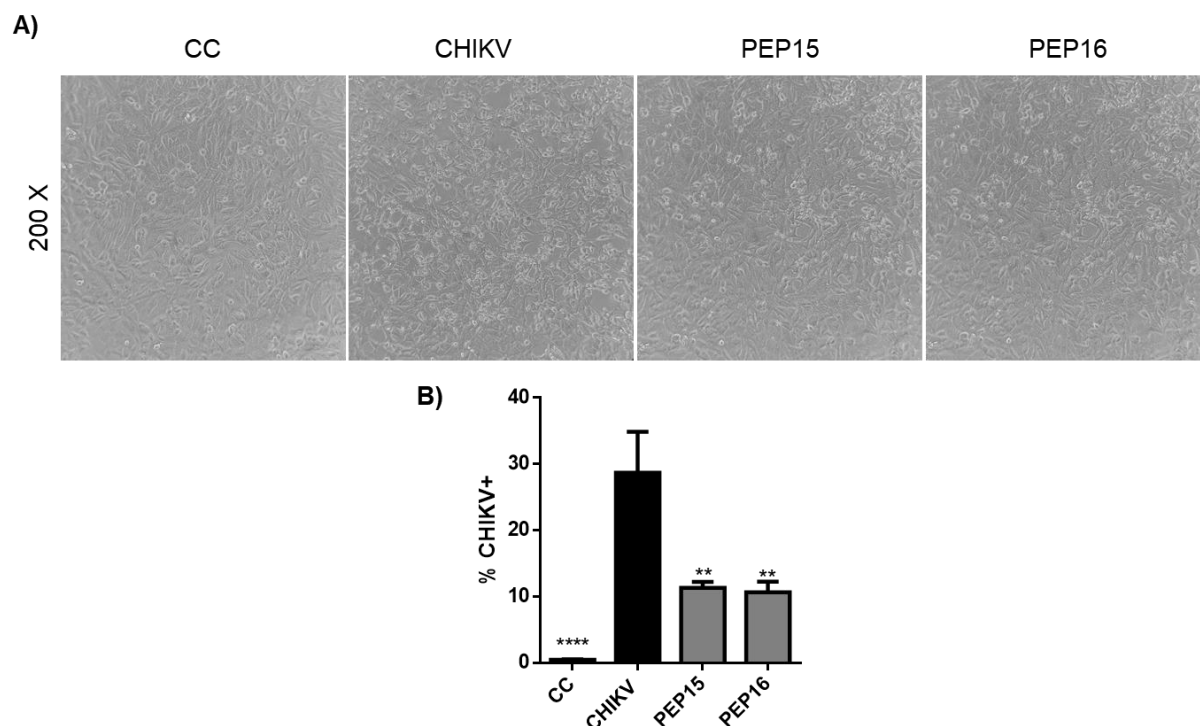 A)
CC CHIKV PEP15 PEP16
200 X
B)
% CHIKV+
40
30
20
10
0
****
**
**
CC CHIKV PEP15 PEP16